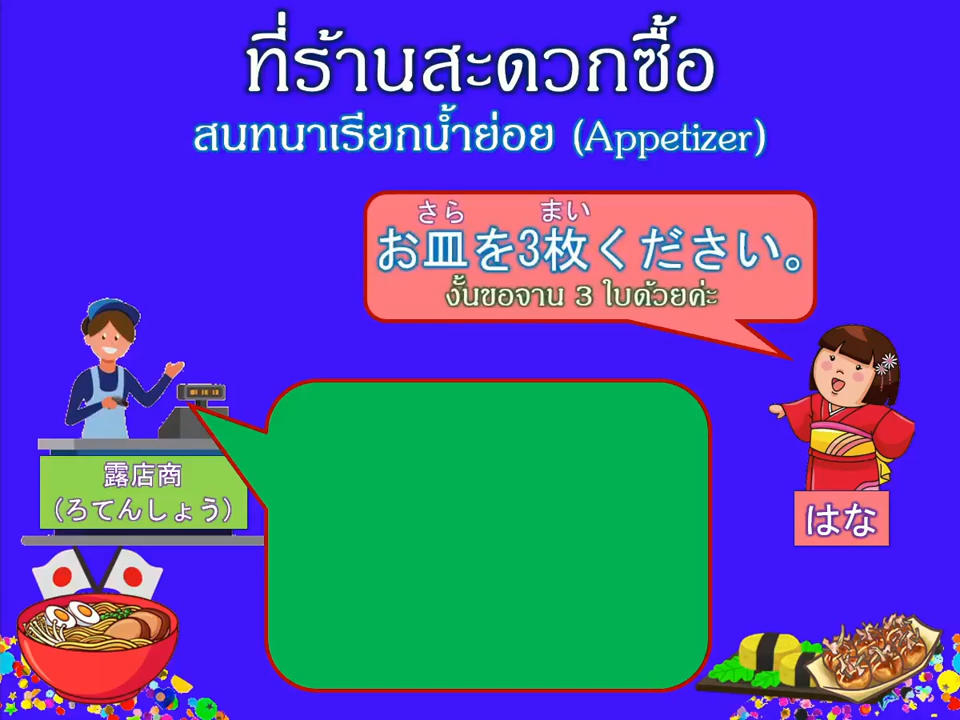 ที่ร้านสะดวกซื้อ
สนทนาเรียกน้ำย่อย (Appetizer)
さら まい
お皿を3枚ください。
งั้นขอจาน 3 ใบด้วยค่ะ
露店商
(ろてんしょう)
はな